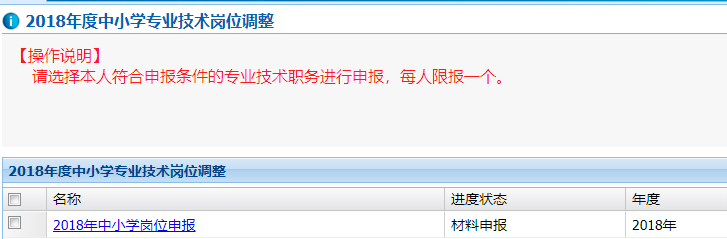 2018年度中小学专业技术岗位调整
【操作说明】
请选择本人符合申报条件的专业技术职务进行申报，每人限报一个。
2018年度中小学专业技术岗位调整
名称 进度状态 年度
2018年中小学岗位申报 材料申报 2018年